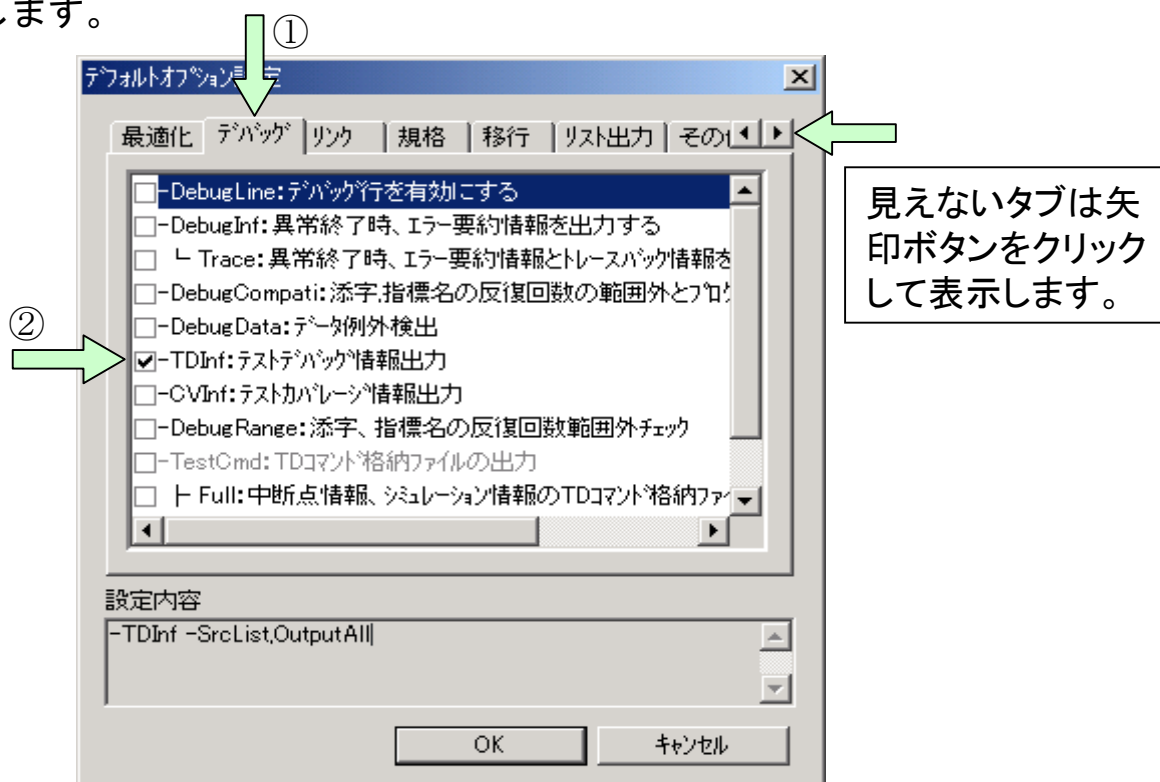 します。
①
デフォルトオプション設定
最適化 デバッグ リンク 規格 移行 リスト出力 その
-DebugLine:デバッグ行を有効にする
-DebugInf:異常終了時、エラー要約情報を出力する
└ Trace:異常終了時、エラー要約情報とトレースバック情報を
-DebugCompati:添字,指標名の反復回数の範囲外とプログ
②
-DebugData:データ例外検出
-TDInf:テストデバッグ情報出力
-CVInf:テストカバレージ情報出力
-DebugRange:添字、指標名の反復回数範囲外チェック
-TestCmd:TDコマンド格納ファイルの出力
├ Full:中断点情報、シミュレーション情報のTDコマンド格納ファイ
見えないタブは矢
印ボタンをクリック
して表示します。
設定内容
-TDInf -SrcList,OutputAll
OK キャンセル